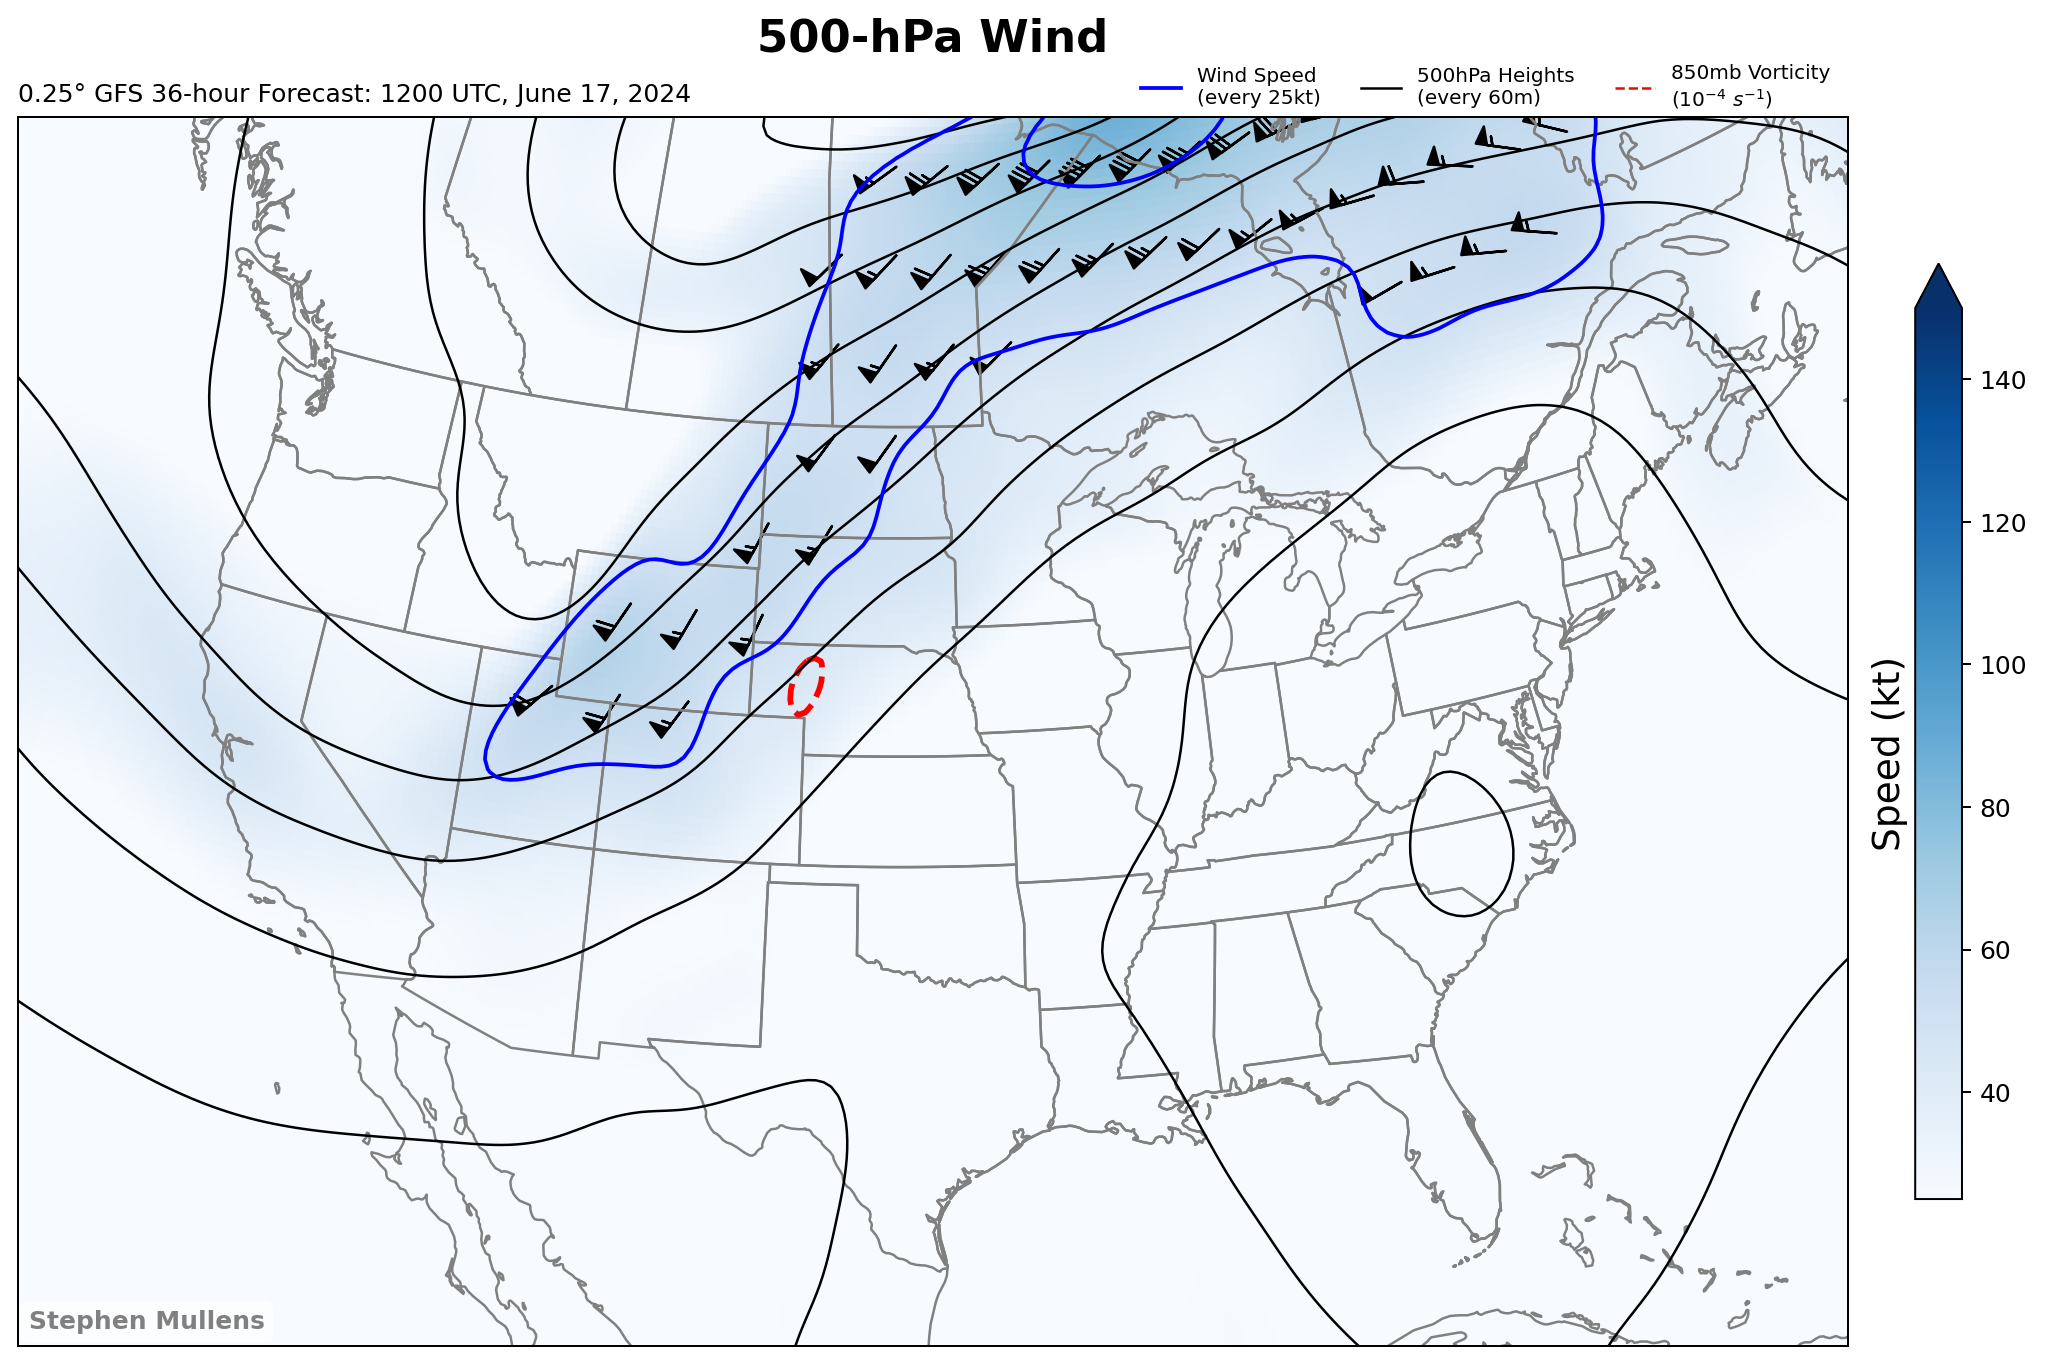 500-hPa Wind
0.25° GFS 36-hour Forecast: 1200 UTC, June 17, 2024
Wind Speed
(every 25kt)
500hPa Heights
(every 60m)
850mb Vorticity
(10⁻⁴ s⁻¹)
140
120
100
80
60
40
Speed (kt)
Stephen Mullens